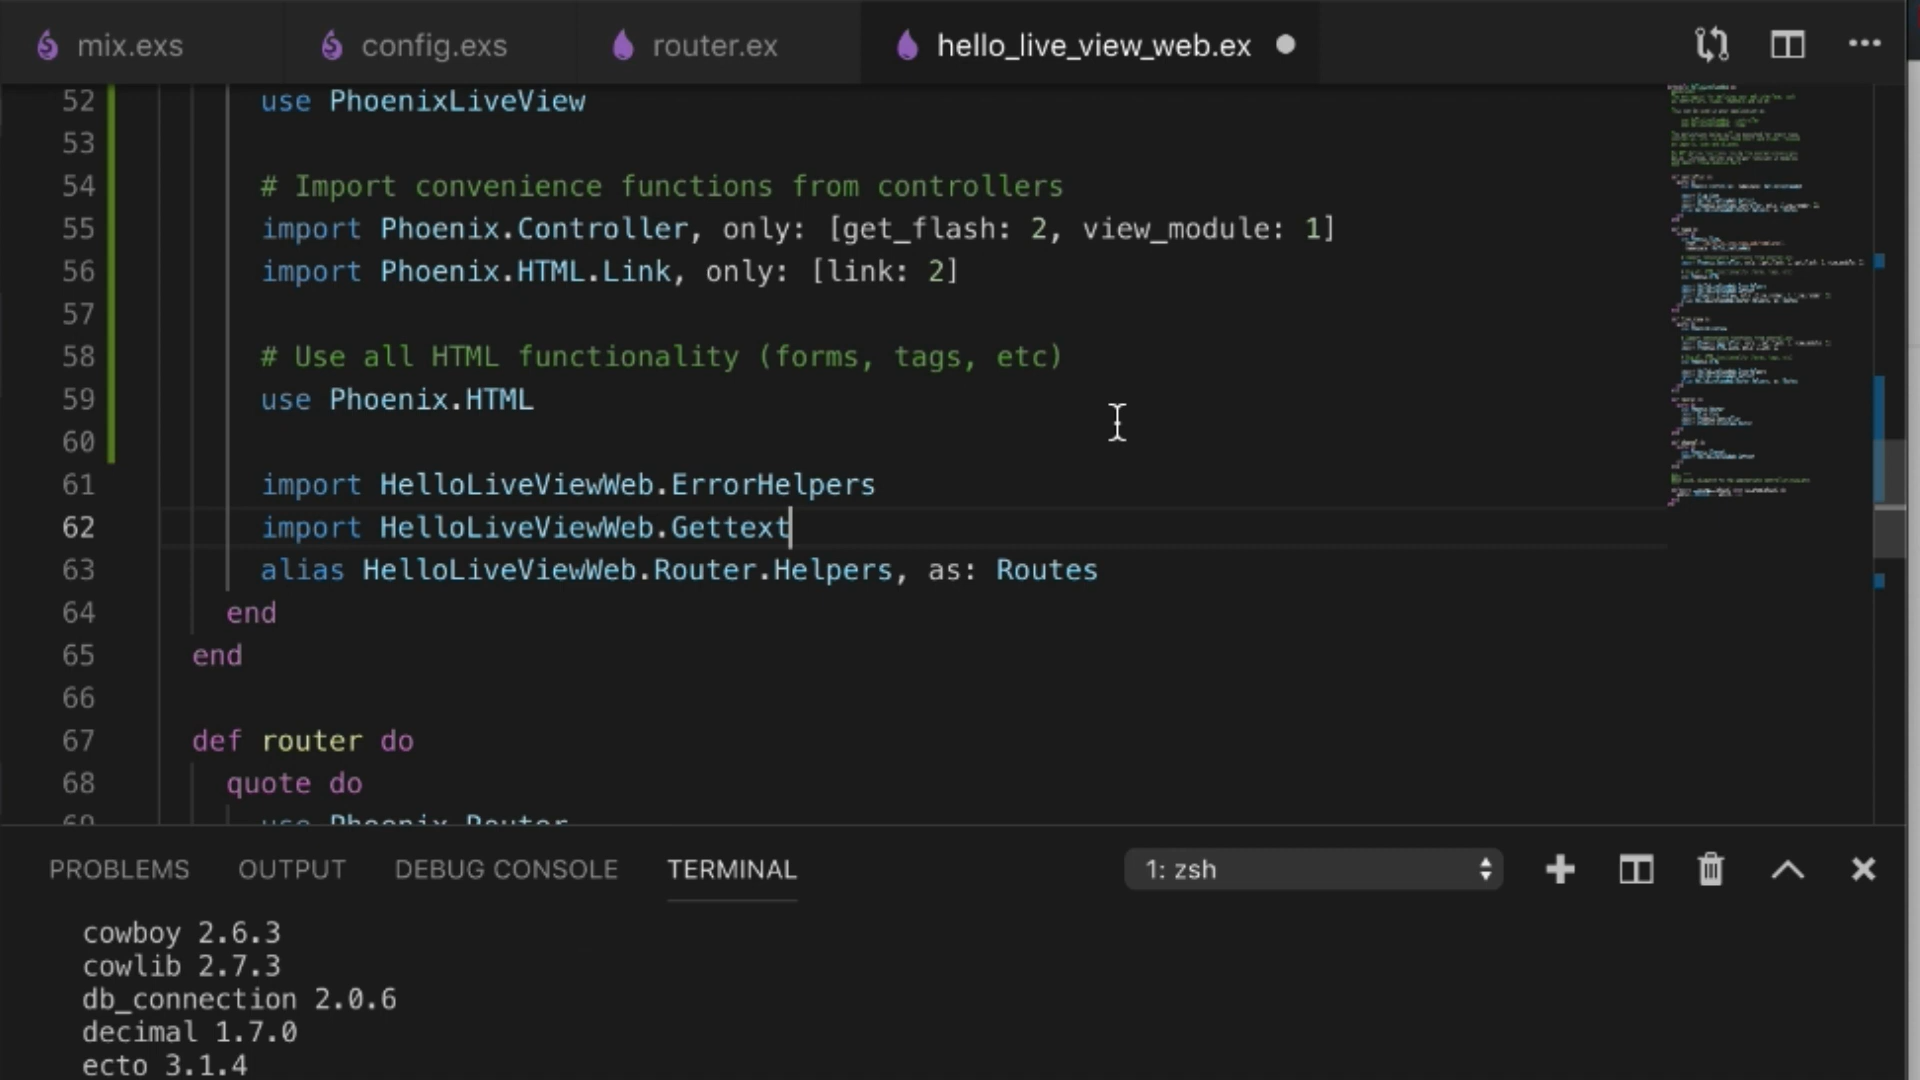 mix.exs
config.exs
router.ex
hello_live_view_web.ex
52 use PhoenixLiveView
53
54 # Import convenience functions from controllers
55 import Phoenix.Controller, only: [get_flash: 2, view_module: 1]
56 import Phoenix.HTML.Link, only: [link: 2]
57
58 # Use all HTML functionality (forms, tags, etc)
59 use Phoenix.HTML
60
61 import HelloLiveViewWeb.ErrorHelpers
62 import HelloLiveViewWeb.Gettext
63 alias HelloLiveViewWeb.Router.Helpers, as: Routes
64 end
65 end
66
67 def router do
68 quote do
69 use Phoenix.Router
PROBLEMS OUTPUT DEBUG CONSOLE TERMINAL 1: zsh
cowboy 2.6.3
cowlib 2.7.3
db_connection 2.0.6
decimal 1.7.0
ecto 3.1.4